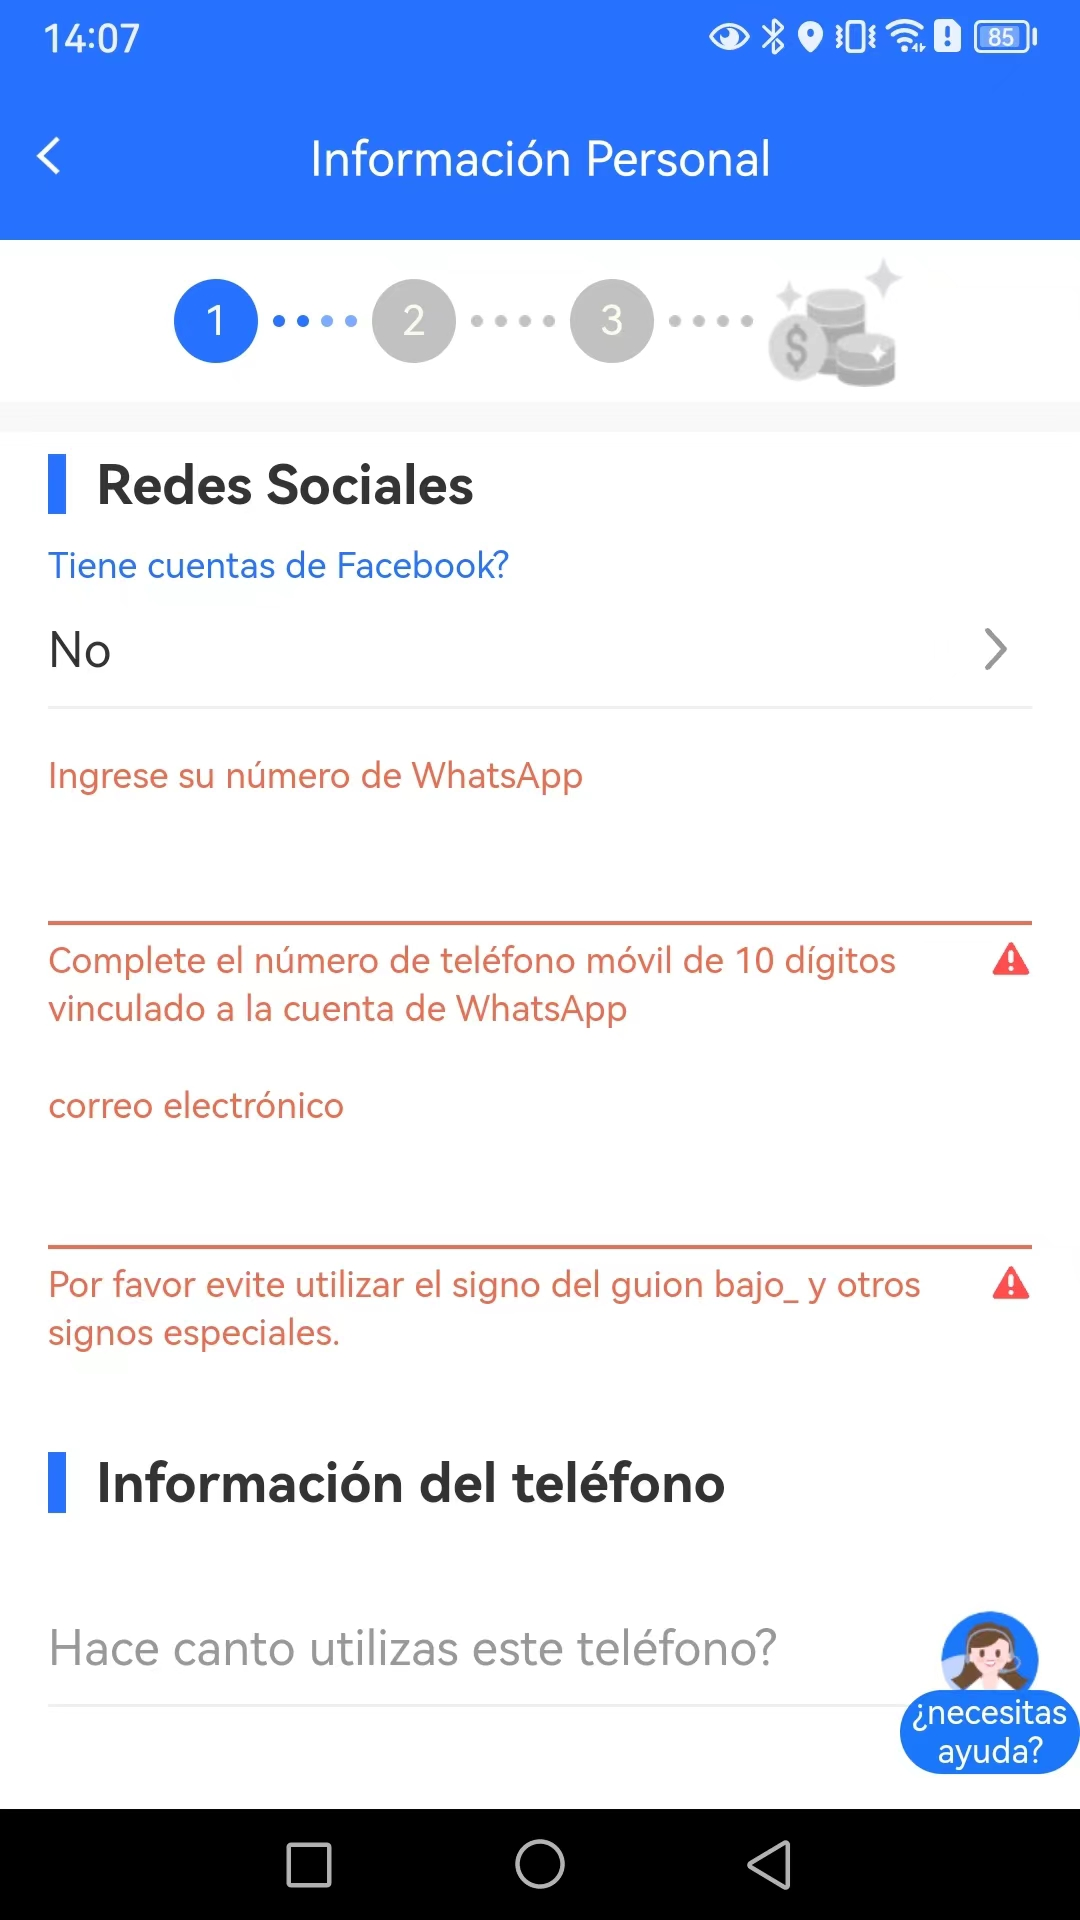 14:07
85
Información Personal
1
2
3
$
Redes Sociales
Tiene cuentas de Facebook?
No
Ingrese su número de WhatsApp
Complete el número de teléfono móvil de 10 dígitos
vinculado a la cuenta de WhatsApp
correo electrónico
Por favor evite utilizar el signo del guion bajo_ y otros
signos especiales.
Información del teléfono
Hace canto utilizas este teléfono?
¿necesitas
ayuda?